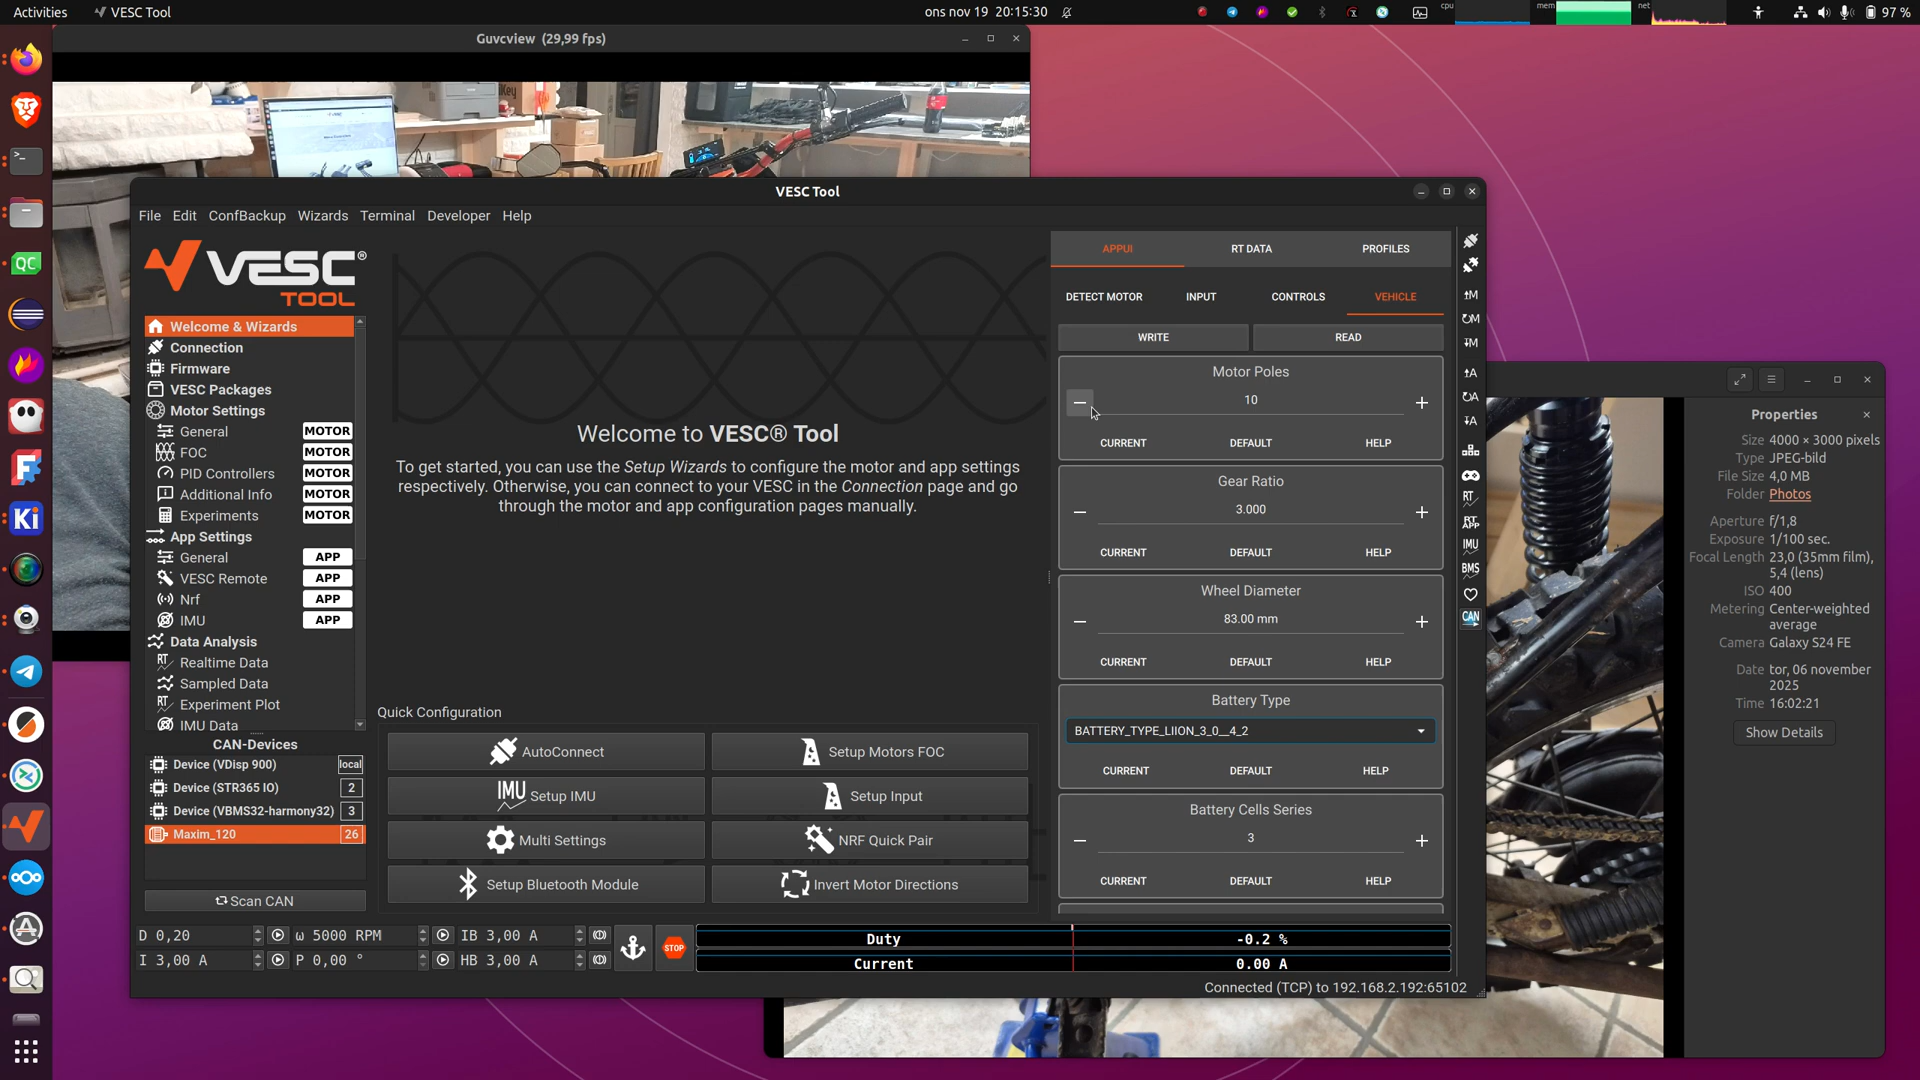 Activities
VESC Tool
ons nov 19 20:15:30
cpu
mem
net
97 %
Guvcview (29,99 fps)
VESC Tool
File Edit ConfBackup Wizards Terminal Developer Help
VESC®
TOOL
Welcome & Wizards
Connection
Firmware
VESC Packages
Motor Settings
General MOTOR
FOC MOTOR
PID Controllers MOTOR
Additional Info MOTOR
Experiments MOTOR
App Settings
General APP
VESC Remote APP
Nrf APP
IMU APP
Data Analysis
Realtime Data
Sampled Data
Experiment Plot
IMU Data
CAN-Devices
Device (VDisp 900) local
Device (STR365 IO) 2
Device (VBMS32-harmony32) 3
Maxim_120 26
Scan CAN
Welcome to VESC® Tool
To get started, you can use the Setup Wizards to configure the motor and app settings
respectively. Otherwise, you can connect to your VESC in the Connection page and go
through the motor and app configuration pages manually.
Quick Configuration
AutoConnect
Setup Motors FOC
Setup IMU
Setup Input
Multi Settings
NRF Quick Pair
Setup Bluetooth Module
Invert Motor Directions
APPUI RT DATA PROFILES
DETECT MOTOR INPUT CONTROLS VEHICLE
WRITE READ
Motor Poles
10
CURRENT DEFAULT HELP
Gear Ratio
3.000
CURRENT DEFAULT HELP
Wheel Diameter
83.00 mm
CURRENT DEFAULT HELP
Battery Type
BATTERY_TYPE_LIION_3_0__4_2
CURRENT DEFAULT HELP
Battery Cells Series
3
CURRENT DEFAULT HELP
D 0,20 ω 5000 RPM IB 3,00 A
I 3,00 A P 0,00 ° HB 3,00 A
STOP
Duty -0.2 %
Current 0.00 A
Connected (TCP) to 192.168.2.192:65102
M
M
M
A
A
A
RT
RT
APP
IMU
BMS
CAN
Properties
Size 4000 × 3000 pixels
Type JPEG-bild
File Size 4,0 MB
Folder Photos
Aperture f/1,8
Exposure 1/100 sec.
Focal Length 23,0 (35mm film),
5,4 (lens)
ISO 400
Metering Center-weighted
average
Camera Galaxy S24 FE
Date tor, 06 november
2025
Time 16:02:21
Show Details
QC
Ki